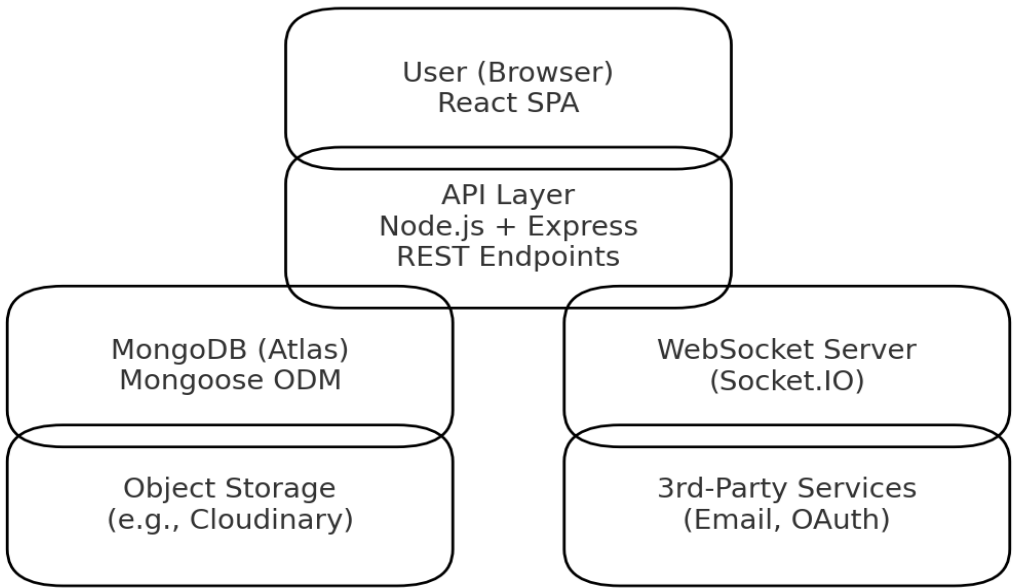 User (Browser)
React SPA
API Layer
Node.js + Express
REST Endpoints
MongoDB (Atlas)
Mongoose ODM
WebSocket Server
(Socket.IO)
Object Storage
(e.g., Cloudinary)
3rd-Party Services
(Email, OAuth)